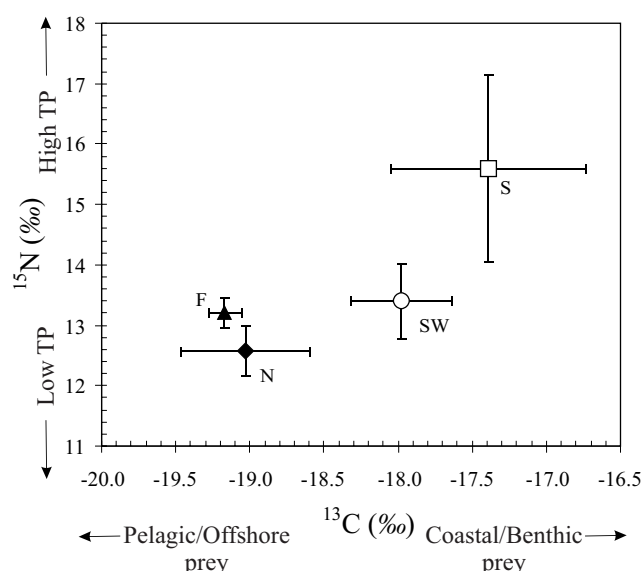 18
17
16
15
14
13
12
11
High TP
¹⁵N (‰)
Low TP
S
F
SW
N
-20.0 -19.5 -19.0 -18.5 -18.0 -17.5 -17.0 -16.5
¹³C (‰)
Pelagic/Offshore
prey
Coastal/Benthic
prey